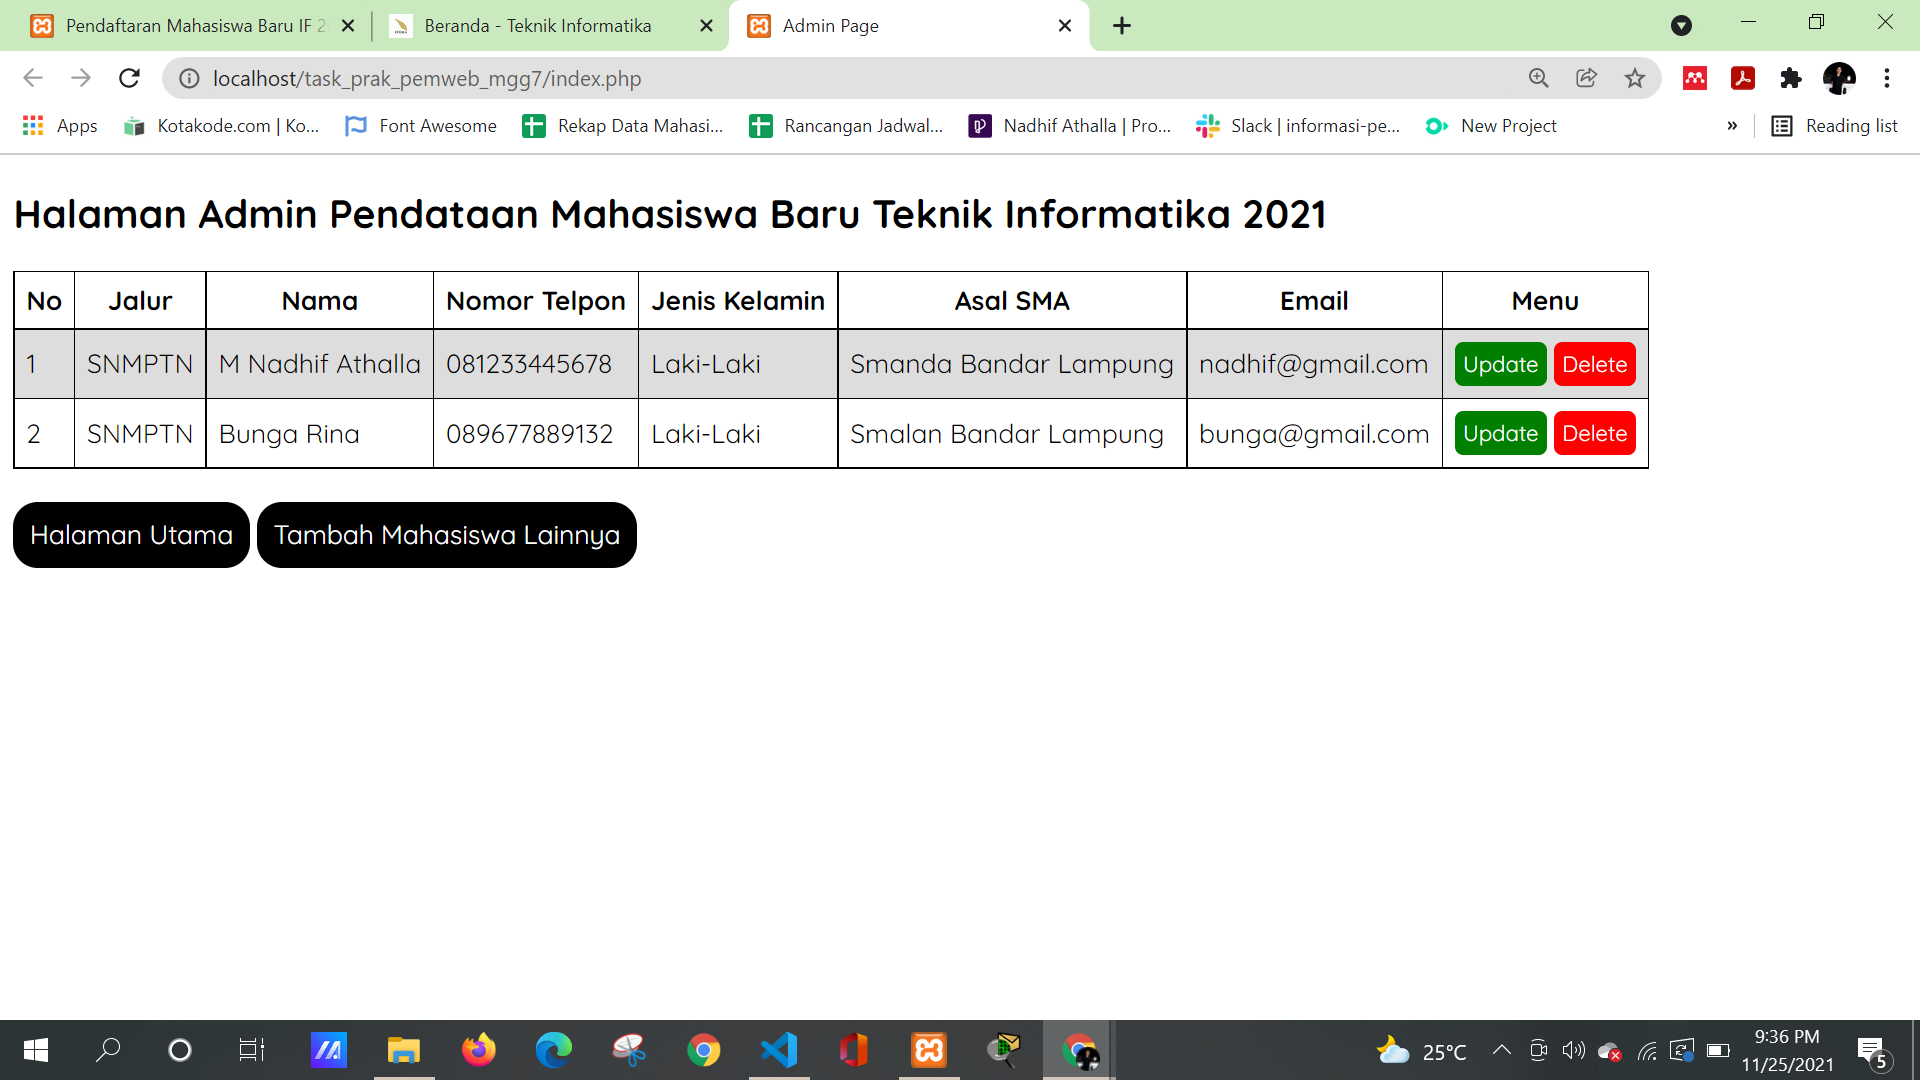 Pendaftaran Mahasiswa Baru IF 2
Beranda - Teknik Informatika
Admin Page
localhost/task_prak_pemweb_mgg7/index.php
Apps
Kotakode.com | Ko...
Font Awesome
Rekap Data Mahasi...
Rancangan Jadwal...
Nadhif Athalla | Pro...
Slack | informasi-pe...
New Project
»
Reading list
Halaman Admin Pendataan Mahasiswa Baru Teknik Informatika 2021
No Jalur Nama Nomor Telpon Jenis Kelamin Asal SMA Email Menu
1 SNMPTN M Nadhif Athalla 081233445678 Laki-Laki Smanda Bandar Lampung nadhif@gmail.com Update Delete
2 SNMPTN Bunga Rina 089677889132 Laki-Laki Smalan Bandar Lampung bunga@gmail.com Update Delete
Halaman Utama
Tambah Mahasiswa Lainnya
25°C
9:36 PM
11/25/2021
5